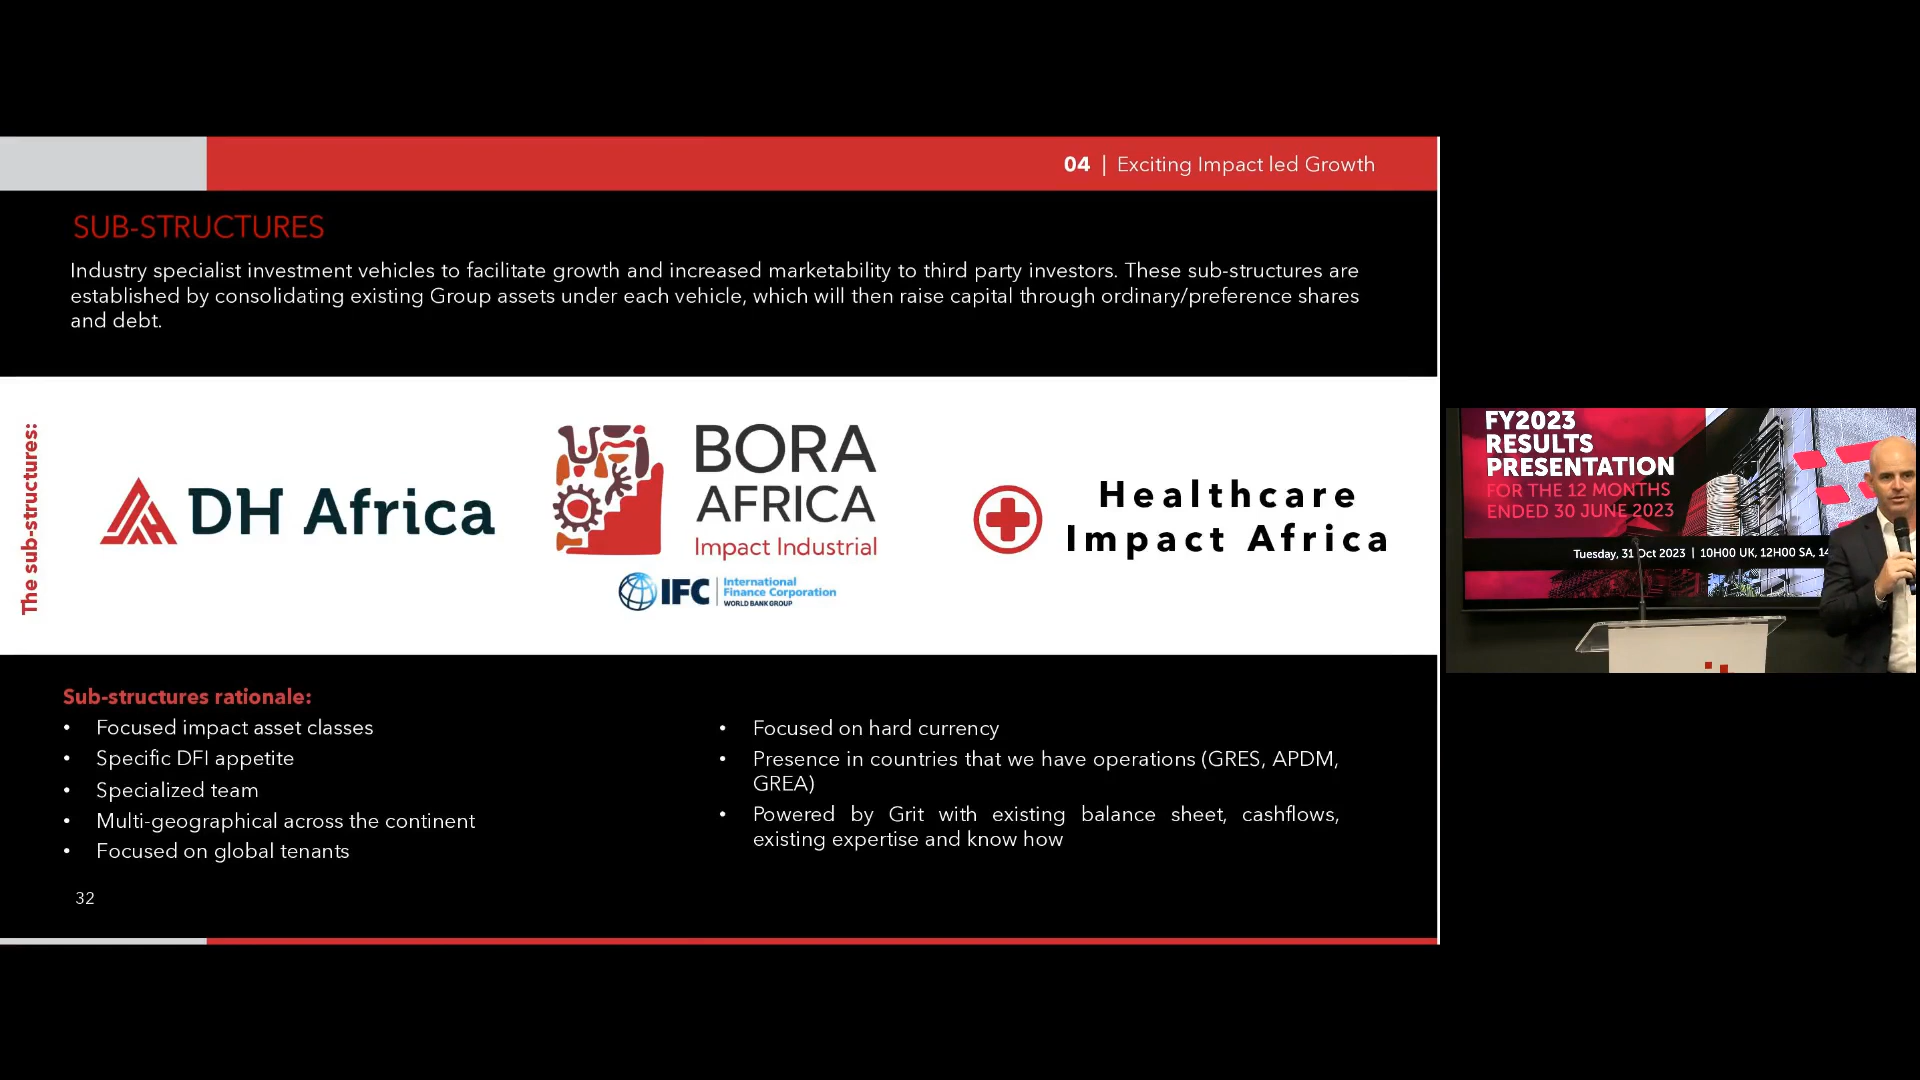 04 | Exciting Impact led Growth
SUB-STRUCTURES
Industry specialist investment vehicles to facilitate growth and increased marketability to third party investors. These sub-structures are
established by consolidating existing Group assets under each vehicle, which will then raise capital through ordinary/preference shares
and debt.
The sub-structures:
DH Africa
BORA
AFRICA
Impact Industrial
IFC
International
Finance Corporation
WORLD BANK GROUP
Healthcare
Impact Africa
Sub-structures rationale:
• Focused impact asset classes
• Specific DFI appetite
• Specialized team
• Multi-geographical across the continent
• Focused on global tenants
• Focused on hard currency
• Presence in countries that we have operations (GRES, APDM,
GREA)
• Powered by Grit with existing balance sheet, cashflows,
existing expertise and know how
32
FY2023
RESULTS
PRESENTATION
FOR THE 12 MONTHS
ENDED 30 JUNE 2023
Tuesday, 31 Oct 2023 | 10H00 UK, 12H00 SA, 14